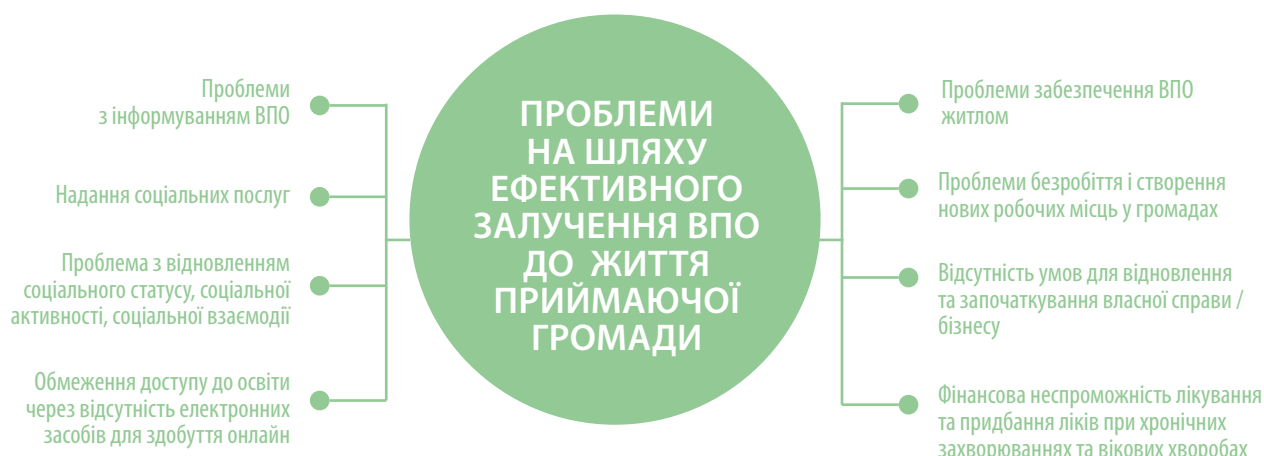 Проблеми
з інформуванням ВПО
Надання соціальних послуг
Проблема з відновленням
соціального статусу, соціальної
активності, соціальної взаємодії
Обмеження доступу до освіти
через відсутність електронних
засобів для здобуття онлайн
ПРОБЛЕМИ
НА ШЛЯХУ
ЕФЕКТИВНОГО
ЗАЛУЧЕННЯ ВПО
ДО ЖИТТЯ
ПРИЙМАЮЧОЇ
ГРОМАДИ
Проблеми забезпечення ВПО
житлом
Проблеми безробіття і створення
нових робочих місць у громадах
Відсутність умов для відновлення
та започаткування власної справи /
бізнесу
Фінансова неспроможність лікування
та придбання ліків при хронічних
захворюваннях та вікових хворобах